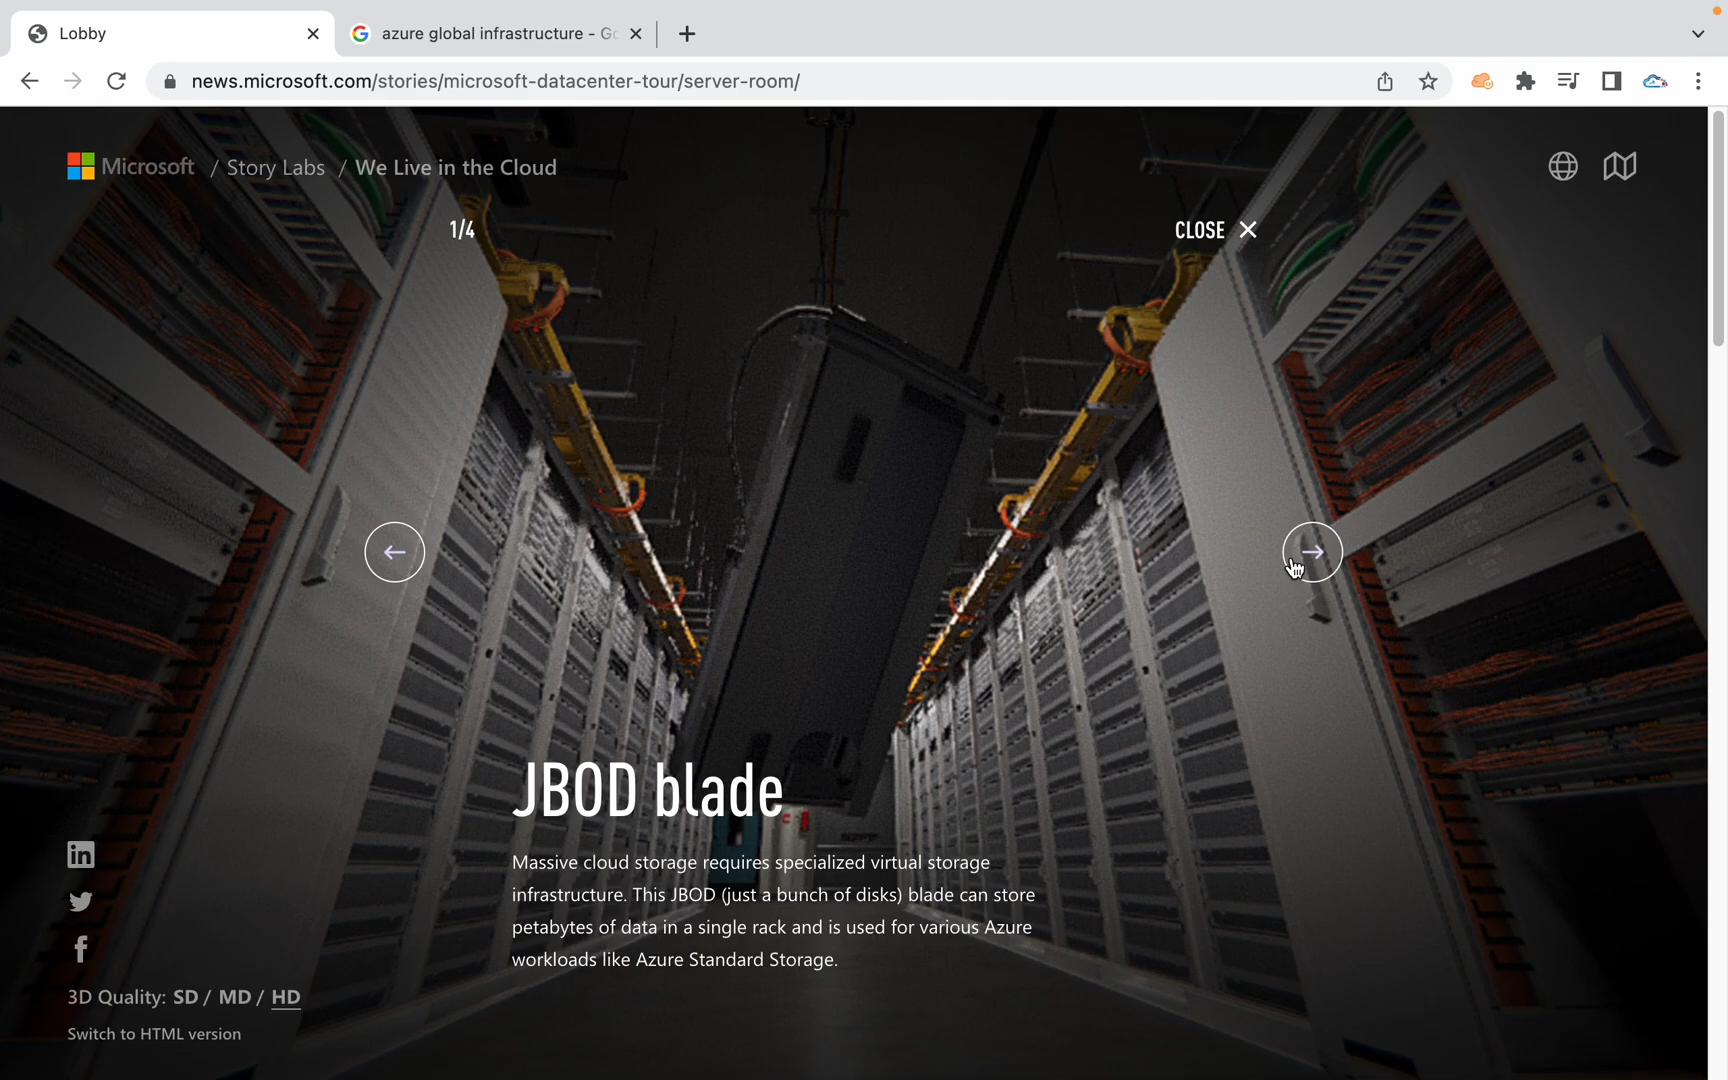 Lobby
azure global infrastructure - Go
news.microsoft.com/stories/microsoft-datacenter-tour/server-room/
Microsoft / Story Labs / We Live in the Cloud
1/4
CLOSE
JBOD blade
Massive cloud storage requires specialized virtual storage
infrastructure. This JBOD (just a bunch of disks) blade can store
petabytes of data in a single rack and is used for various Azure
workloads like Azure Standard Storage.
3D Quality: SD / MD / HD
Switch to HTML version